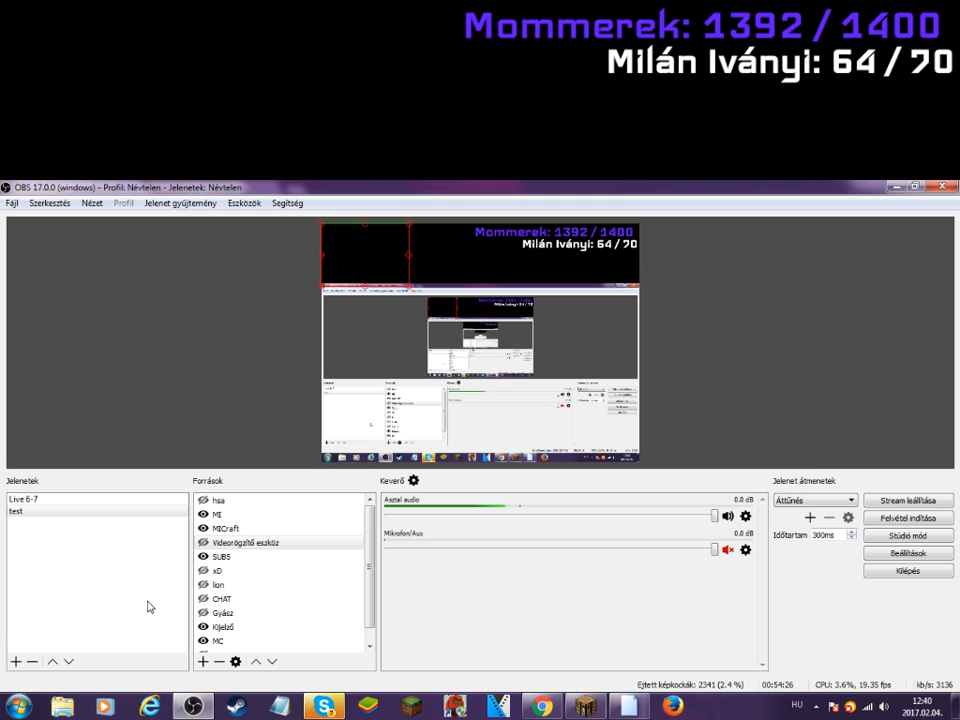 Mommerek: 1392 / 1400
Milán Iványi: 64 / 70
OBS 17.0.0 (windows) - Profil: Névtelen - Jelenetek: Névtelen
Fájl Szerkesztés Nézet Profil Jelenet gyűjtemény Eszközök Segítség
Mommerek: 1392 / 1400
Milán Iványi: 64 / 70
Jelenetek Források Keverő Jelenet átmenetek
Live 6-7
test
hsa
MI
MICraft
Videorögzítő eszköz
SUBS
xD
lion
CHAT
Gyász
Kijelző
MC
Asztal audio 0.0 dB
Mikrofon/Aux 0.0 dB
Áttűnés
Időtartam 300ms
Stream leállítása
Felvétel indítása
Stúdió mód
Beállítások
Kilépés
Ejtett képkockák: 2341 (2.4 %) 00:54:26 CPU: 3.6%, 19.35 fps kb/s: 3136
HU 12:40
2017.02.04.